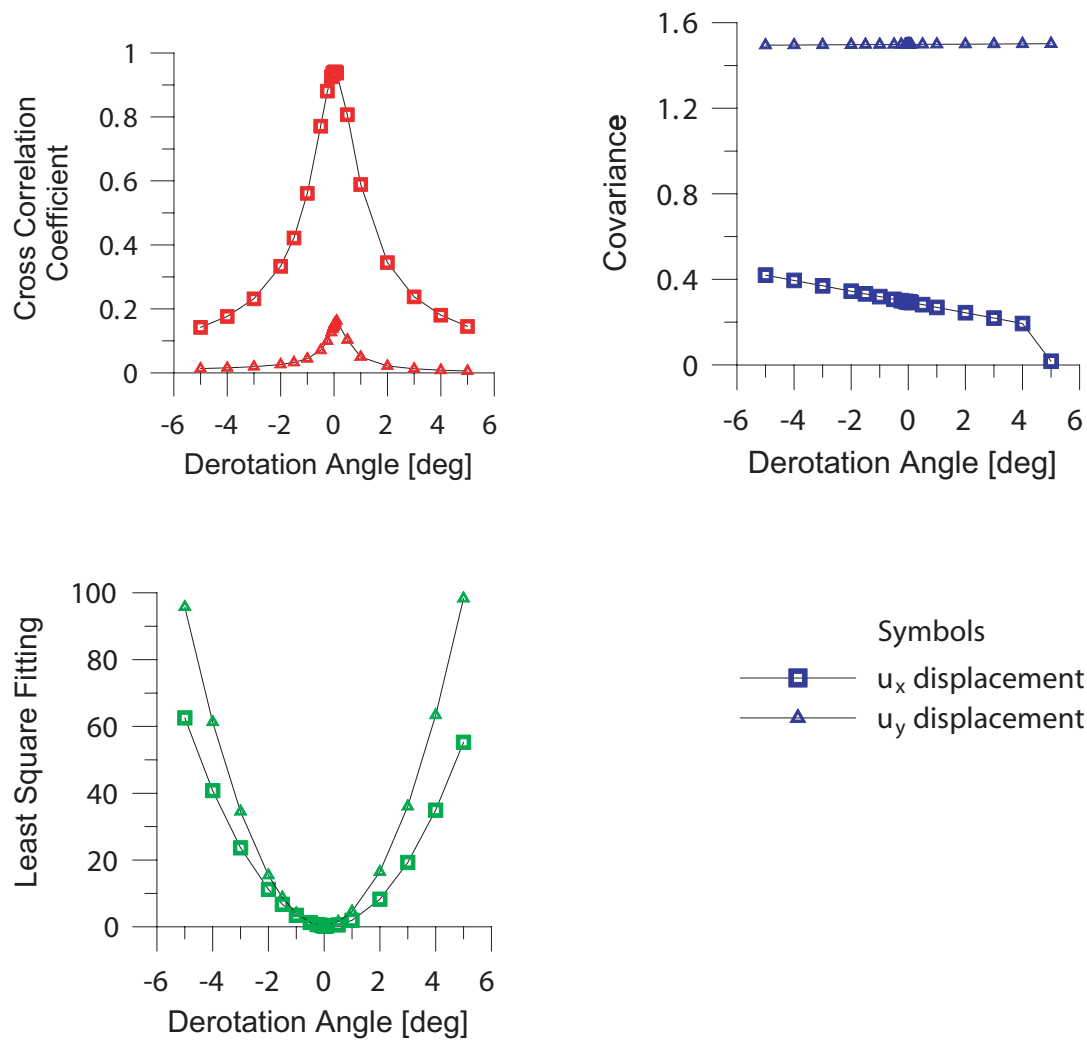 1
0.8
0.6
0.4
0.2
0
-6 -4 -2 0 2 4 6
Derotation Angle [deg]
Cross Correlation
Coefficient
1.6
1.2
0.8
0.4
0
-6 -4 -2 0 2 4 6
Derotation Angle [deg]
Covariance
100
80
60
40
20
0
-6 -4 -2 0 2 4 6
Derotation Angle [deg]
Least Square Fitting
Symbols
ux displacement
uy displacement